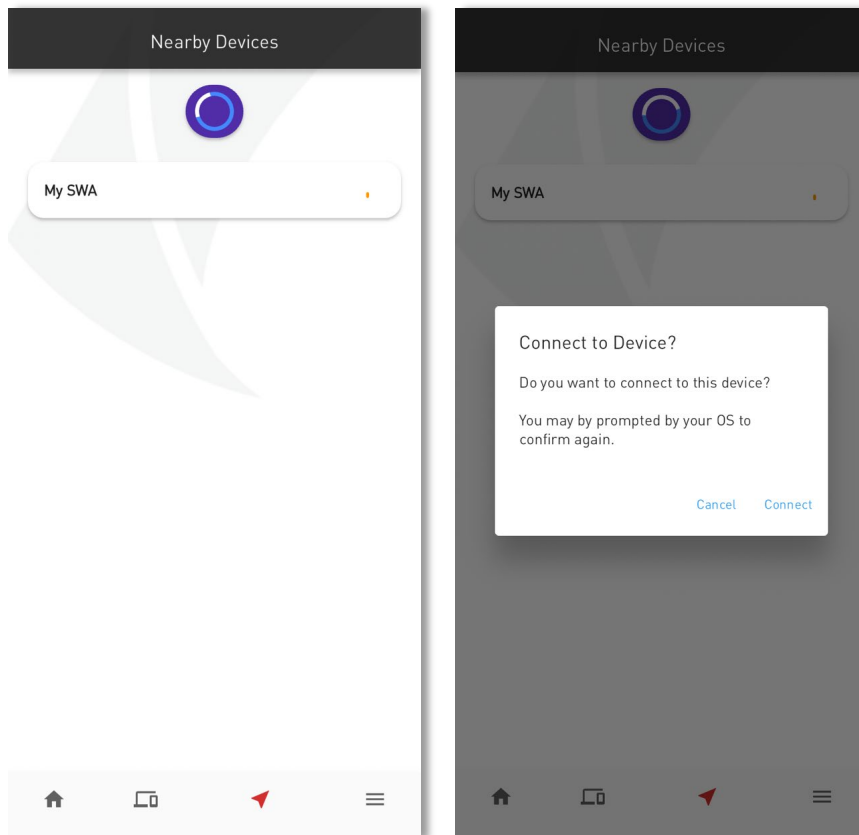 Nearby Devices
My SWA
Nearby Devices
My SWA
Connect to Device?
Do you want to connect to this device?
You may by prompted by your OS to
confirm again.
Cancel Connect